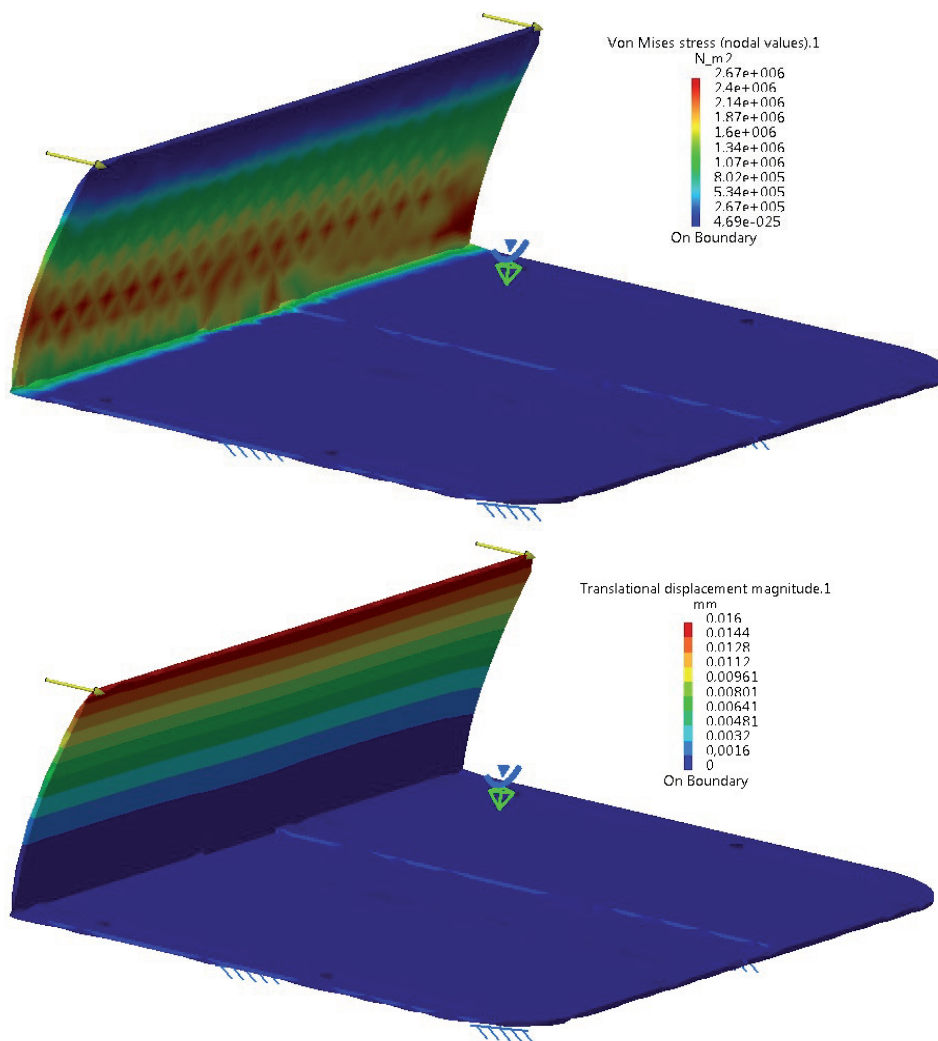 Von Mises stress (nodal values).1
N_m2
2.67e+006
2.4e+006
2.14e+006
1.87e+006
1.6e+006
1.34e+006
1.07e+006
8.02e+005
5.34e+005
2.67e+005
4.69e-025
On Boundary
Translational displacement magnitude.1
mm
0.016
0.0144
0.0128
0.0112
0.00961
0.00801
0.00641
0.00481
0.0032
0.0016
0
On Boundary